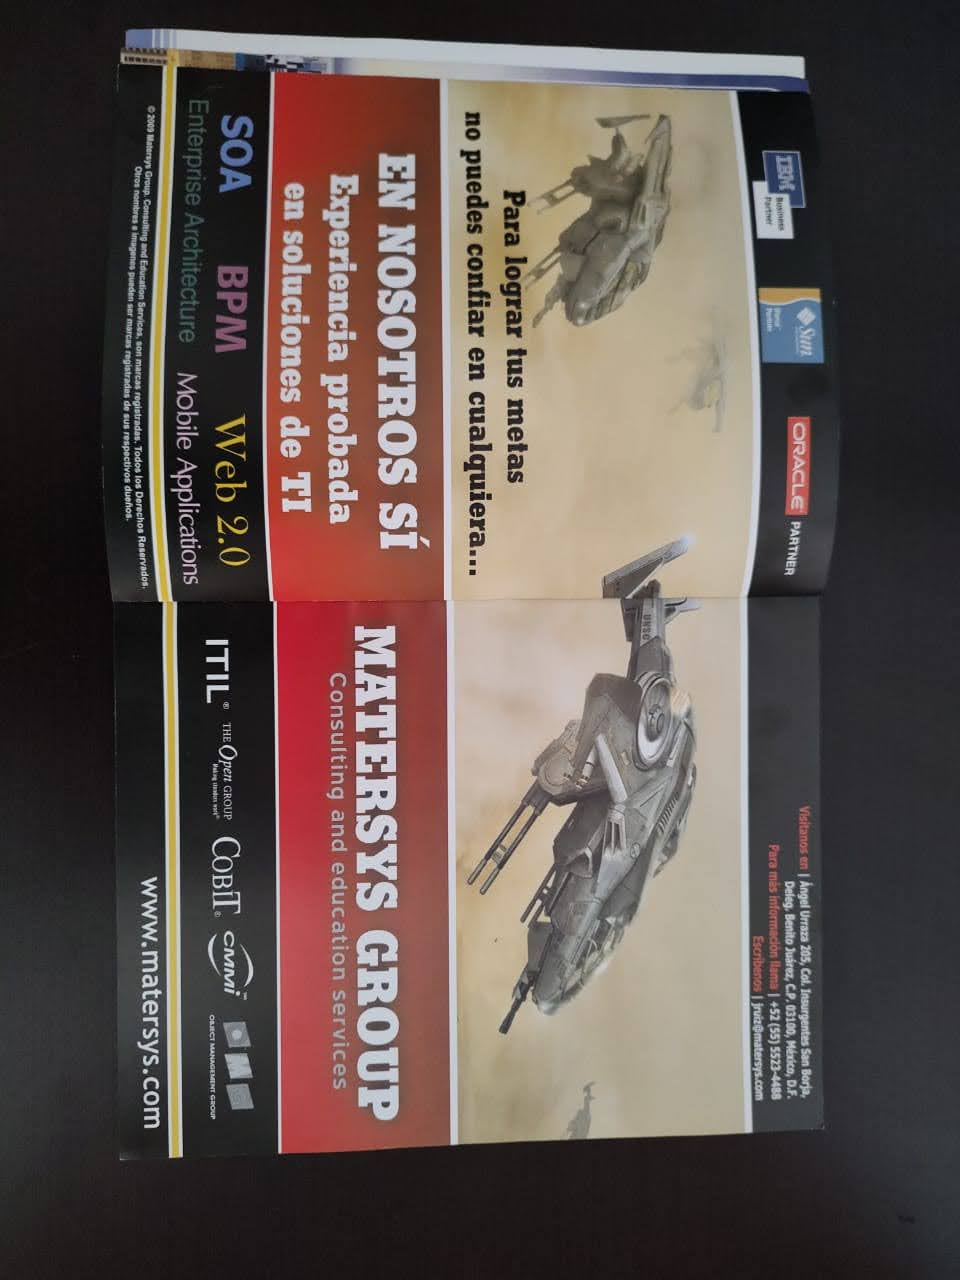 IBM
Business
Partner
Sun
ORACLE PARTNER
Visítanos en | Ángel Urraza 205, Col. Insurgentes San Borja,
Deleg. Benito Juárez, C.P. 03100, México, D.F.
Para más información llama | +52 (55) 5523-4488
Escríbenos | jruiz@matersys.com
UNSC
Para lograr tus metas
no puedes confiar en cualquiera...
EN NOSOTROS SÍ
Experiencia probada
en soluciones de TI
MATERSYS GROUP
Consulting and education services
SOA BPM Web 2.0
Enterprise Architecture Mobile Applications
ITIL® THE Open GROUP COBIT® CMMI™
OBJECT MANAGEMENT GROUP
© 2009 Matersys Group. Consulting and Education Services, son marcas registradas. Todos los Derechos Reservados.
Otros nombres e imagenes pueden ser marcas registradas de sus respectivos dueños.
www.matersys.com